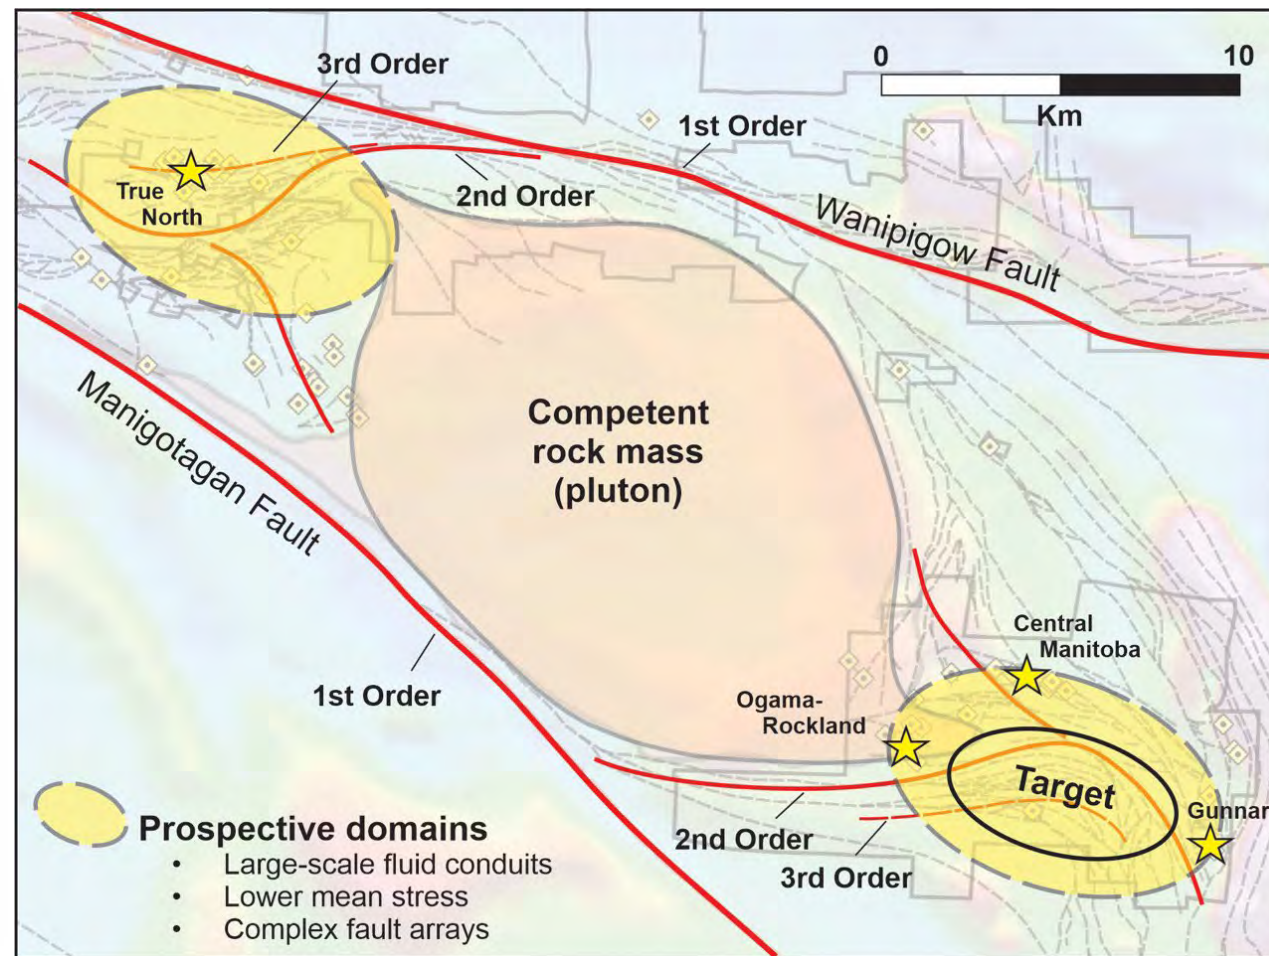 0 10
Km
3rd Order
1st Order
2nd Order
True
North
Wanipigow Fault
Manigotagan Fault
Competent
rock mass
(pluton)
1st Order
Central
Manitoba
Ogama-
Rockland
Target
Gunnar
2nd Order
3rd Order
Prospective domains
• Large-scale fluid conduits
• Lower mean stress
• Complex fault arrays